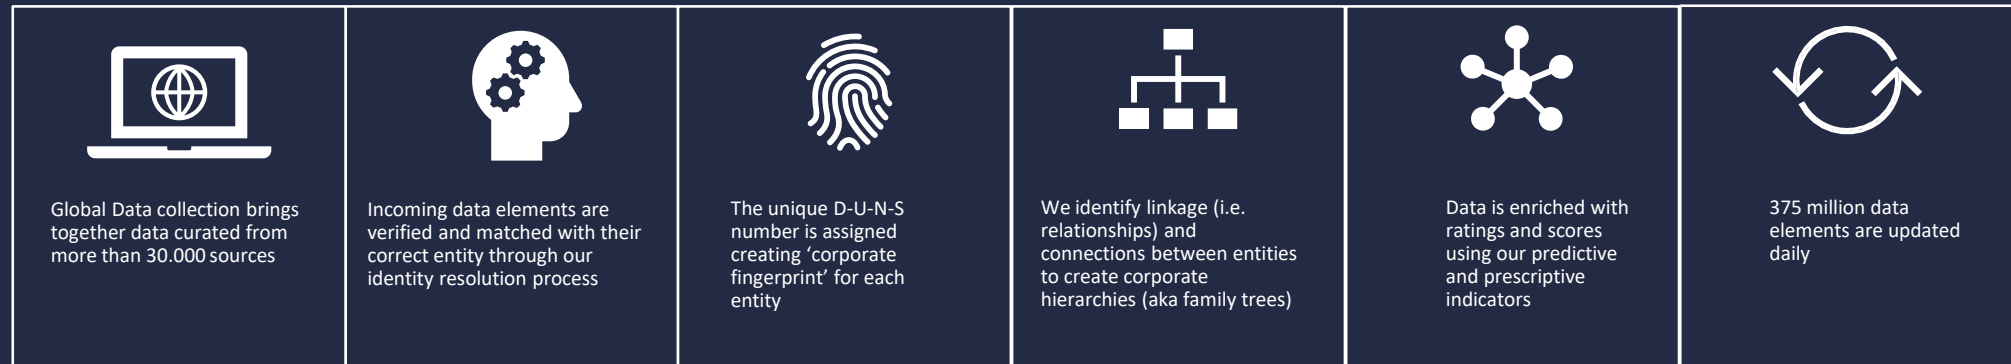 Global Data collection brings
together data curated from
more than 30.000 sources
Incoming data elements are
verified and matched with their
correct entity through our
identity resolution process
The unique D-U-N-S
number is assigned
creating ‘corporate
fingerprint’ for each
entity
We identify linkage (i.e.
relationships) and
connections between entities
to create corporate
hierarchies (aka family trees)
Data is enriched with
ratings and scores
using our predictive
and prescriptive
indicators
375 million data
elements are updated
daily